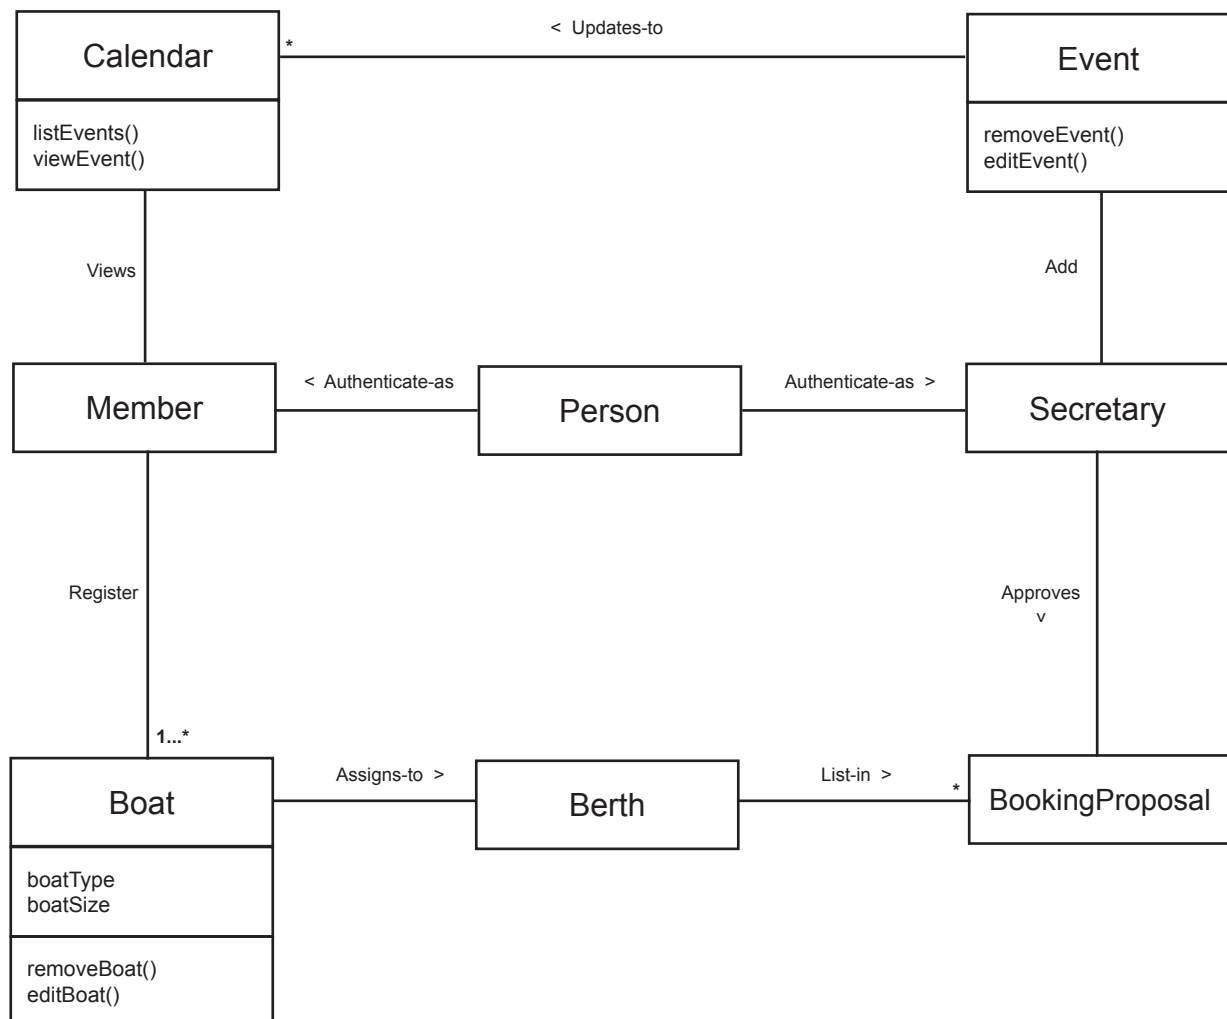 < Updates-to
*
Calendar
Event
listEvents()
viewEvent()
removeEvent()
editEvent()
Views
Add
< Authenticate-as
Authenticate-as >
Member
Person
Secretary
Register
Approves
v
1...*
Assigns-to >
List-in >
*
Boat
Berth
BookingProposal
boatType
boatSize
removeBoat()
editBoat()